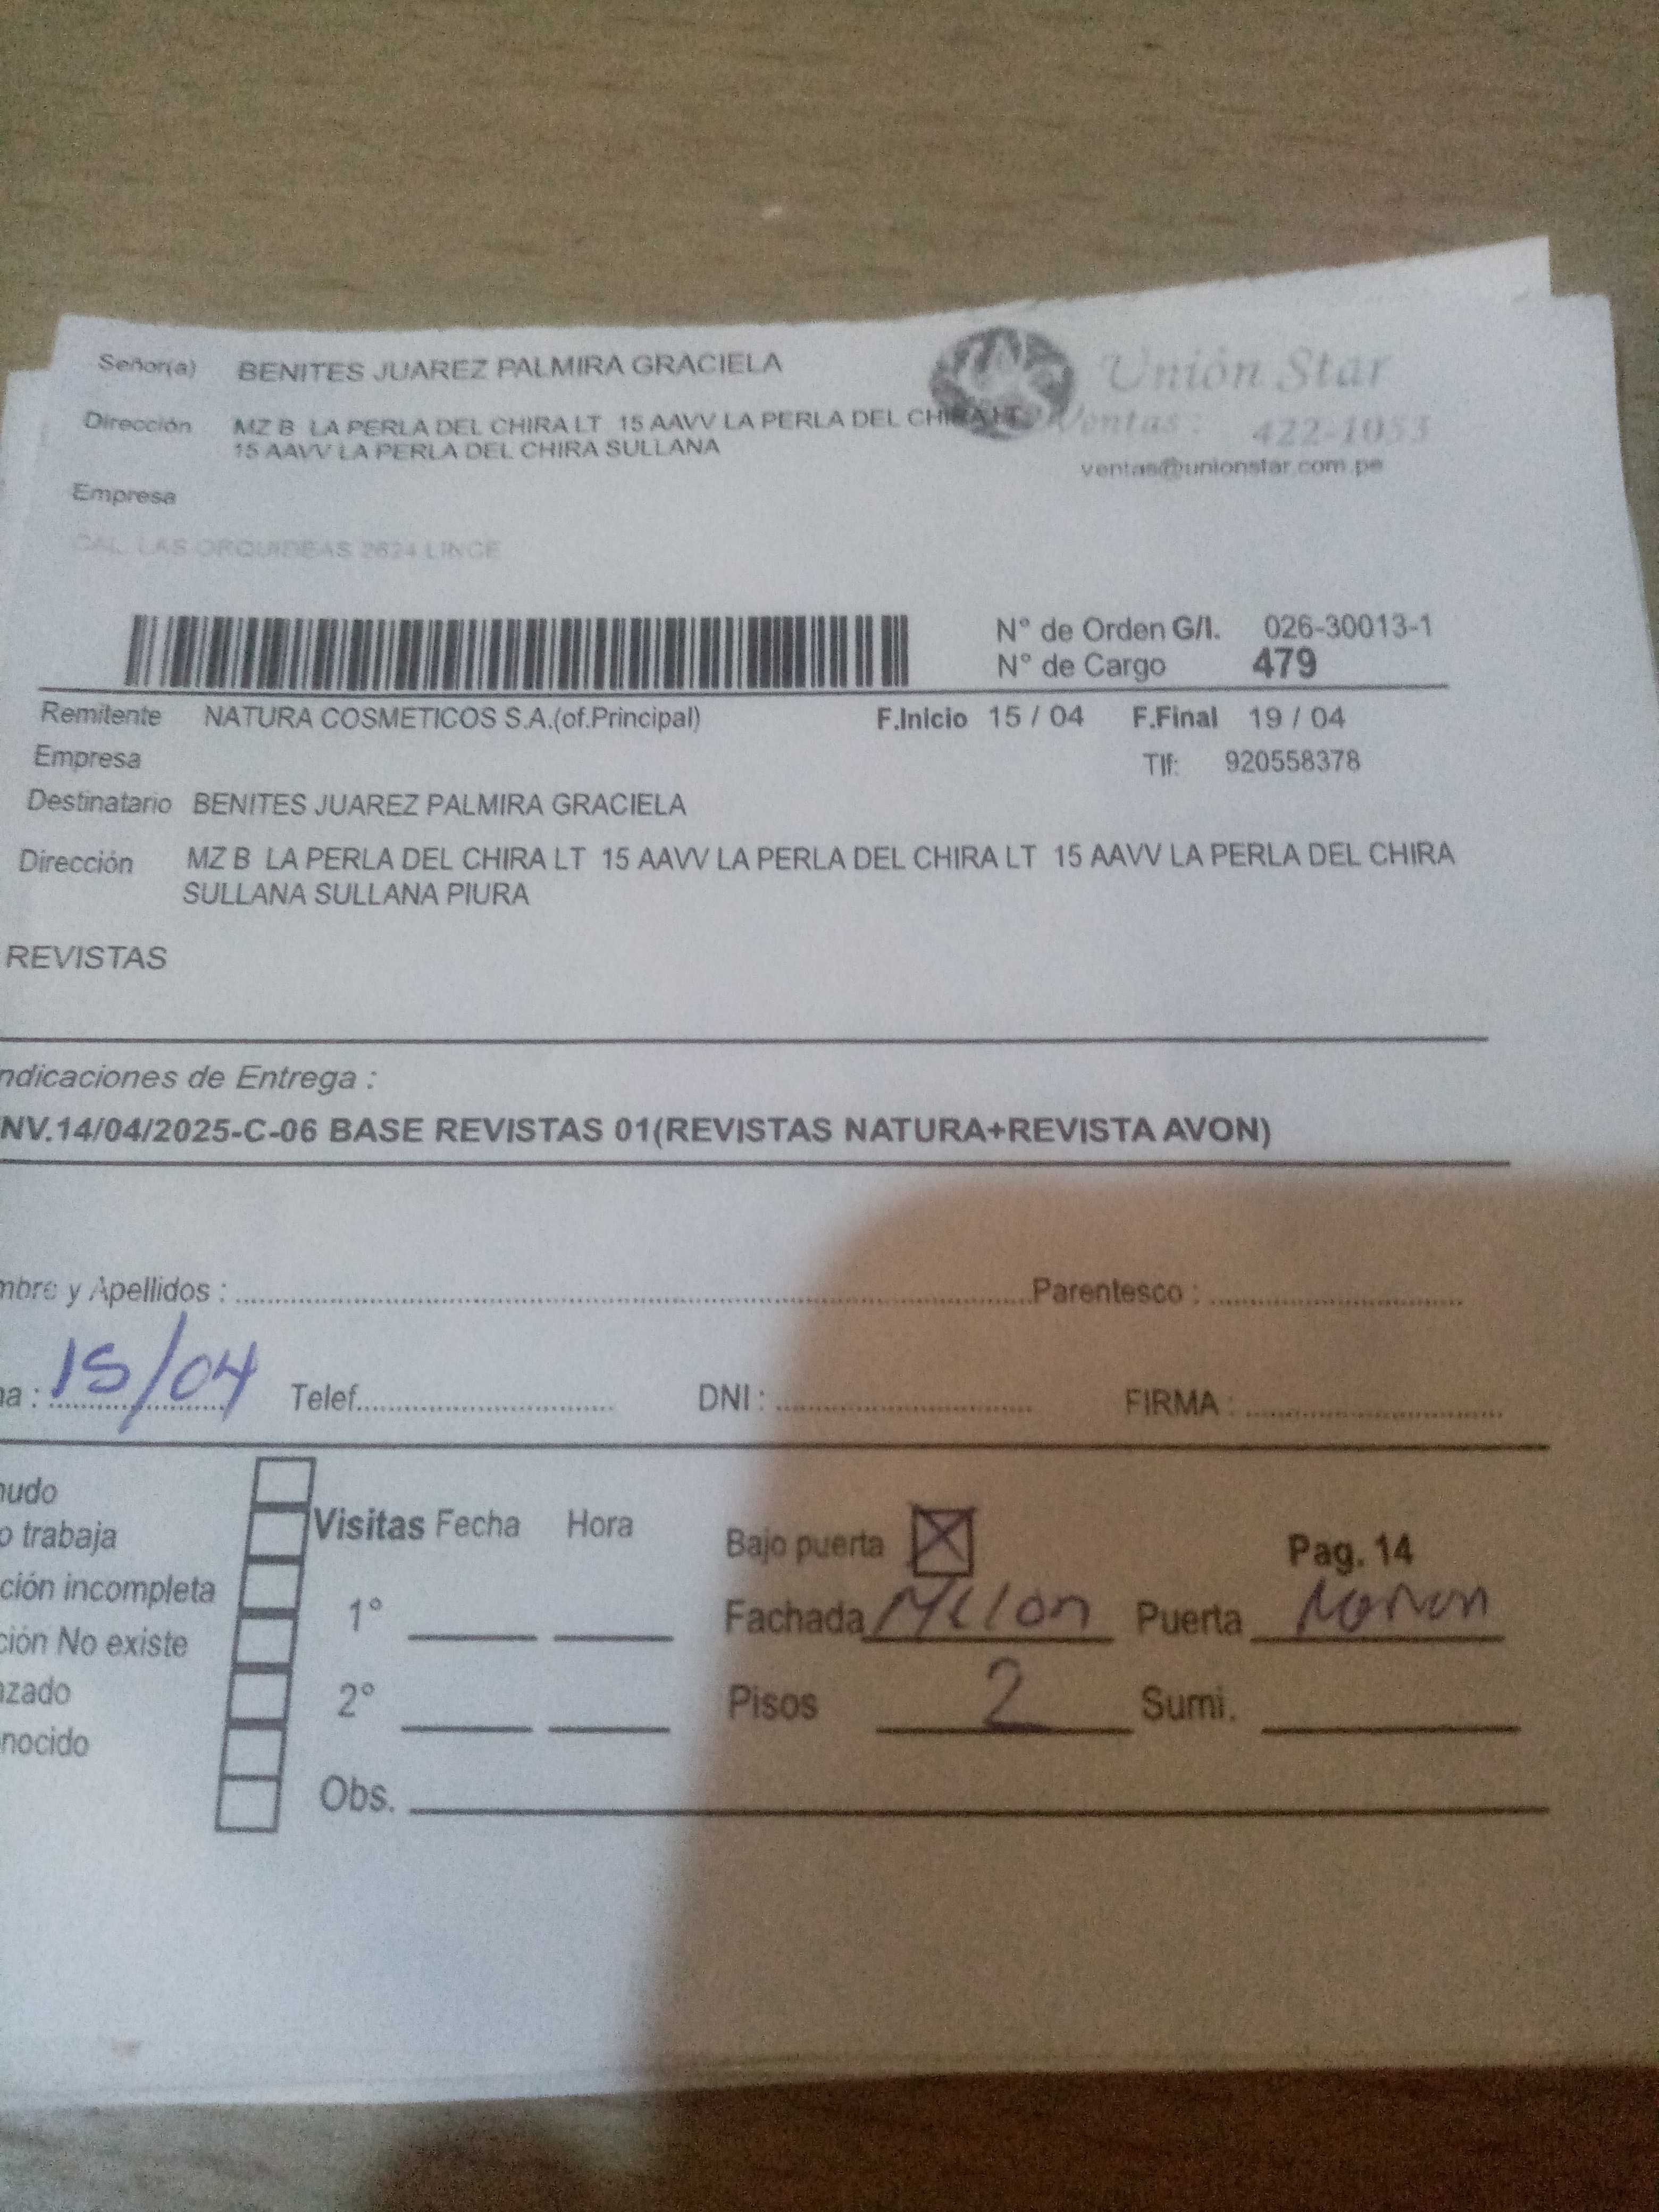 Señor(a) BENITES JUAREZ PALMIRA GRACIELA
Unión Star
Dirección MZ B LA PERLA DEL CHIRA LT 15 AAVV LA PERLA DEL CHIRA LT
Ventas: 422-1053
15 AAVV LA PERLA DEL CHIRA SULLANA
ventas@unionstar.com.pe
Empresa
CAL. LAS ORQUIDEAS 2624 LINCE
N° de Orden G/I. 026-30013-1
N° de Cargo 479
Remitente NATURA COSMETICOS S.A.(of.Principal) F.Inicio 15 / 04 F.Final 19 / 04
Empresa Tlf: 920558378
Destinatario BENITES JUAREZ PALMIRA GRACIELA
Dirección MZ B LA PERLA DEL CHIRA LT 15 AAVV LA PERLA DEL CHIRA LT 15 AAVV LA PERLA DEL CHIRA
SULLANA SULLANA PIURA
REVISTAS
ndicaciones de Entrega :
NV.14/04/2025-C-06 BASE REVISTAS 01(REVISTAS NATURA+REVISTA AVON)
mbre y Apellidos : Parentesco :
ha : 15/04 Telef. DNI : FIRMA :
nudo
Visitas Fecha Hora
o trabaja
Bajo puerta X Pag. 14
ción incompleta
1° Fachada Melon Puerta
ción No existe
azado
2° Pisos 2 Sumi.
nocido
Obs.